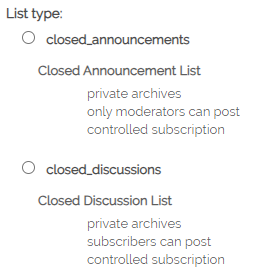 List type:
closed_announcements
Closed Announcement List
private archives
only moderators can post
controlled subscription
closed_discussions
Closed Discussion List
private archives
subscribers can post
controlled subscription